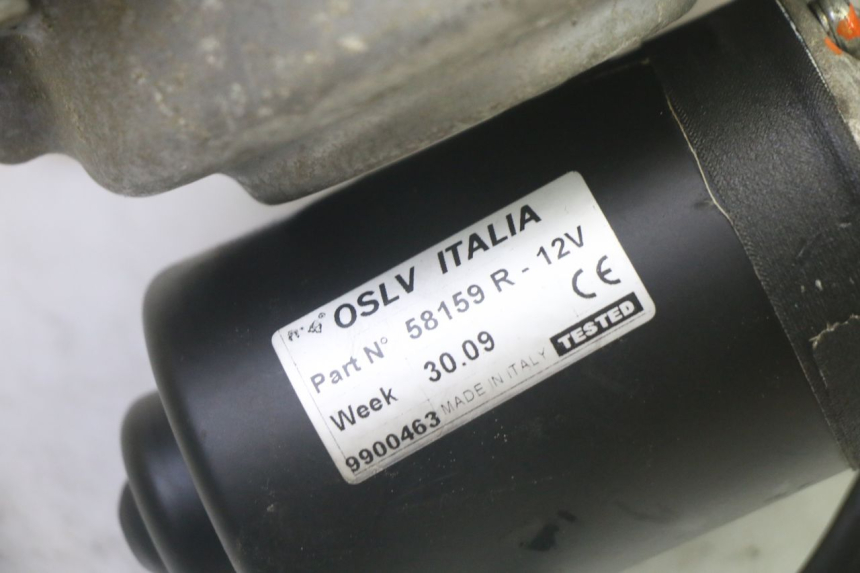 OSLV ITALIA
Part N° 58159 R - 12V
Week 30.09 CE
9900463 MADE IN ITALY TESTED